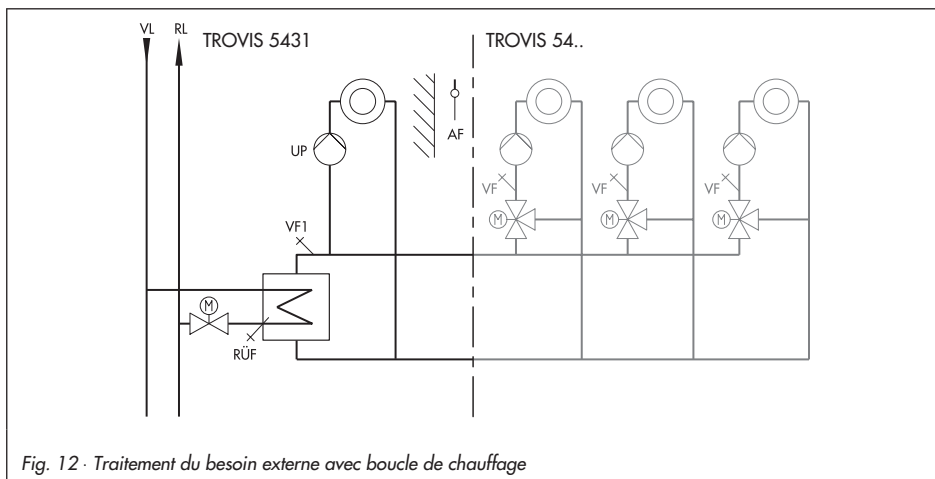 VL RL TROVIS 5431 TROVIS 54..
AF
UP
VF VF VF
M M M
VF1
M
RÜF
Fig. 12 · Traitement du besoin externe avec boucle de chauffage